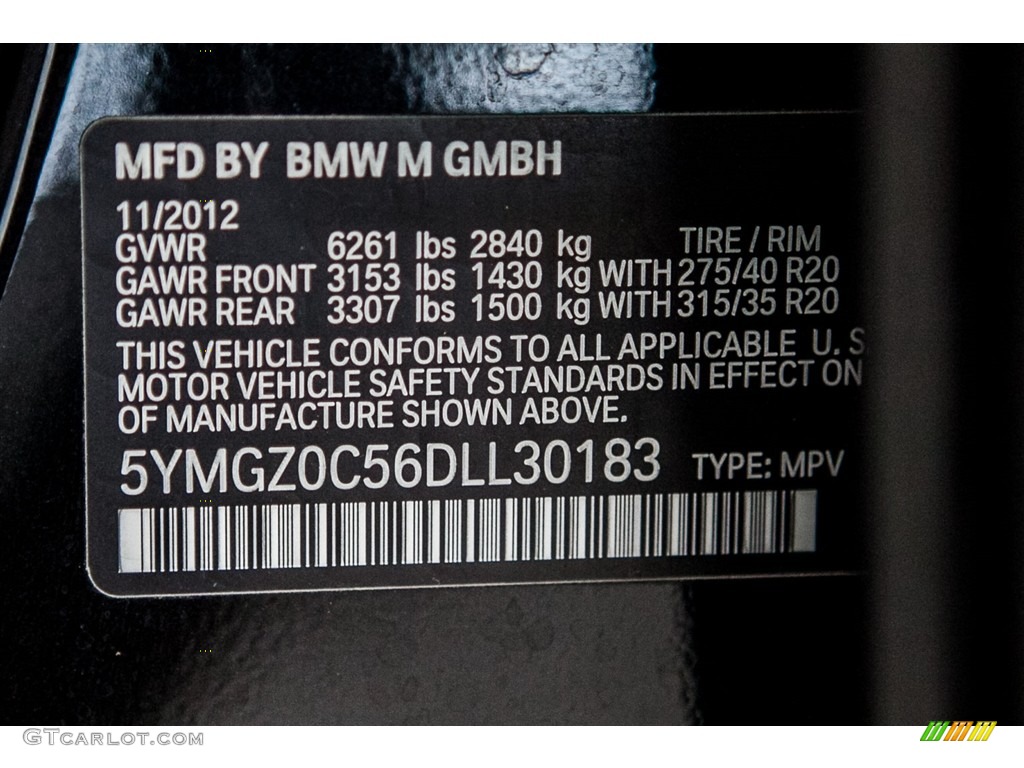 MFD BY BMW M GMBH
11/2012
GVWR 6261 lbs 2840 kg TIRE / RIM
GAWR FRONT 3153 lbs 1430 kg WITH 275/40 R20
GAWR REAR 3307 lbs 1500 kg WITH 315/35 R20
THIS VEHICLE CONFORMS TO ALL APPLICABLE U. S
MOTOR VEHICLE SAFETY STANDARDS IN EFFECT ON
OF MANUFACTURE SHOWN ABOVE.
5YMGZ0C56DLL30183 TYPE: MPV
GTCARLOT.COM